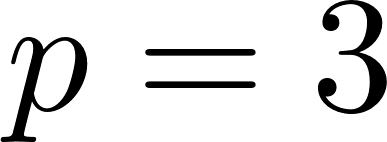 p = 3